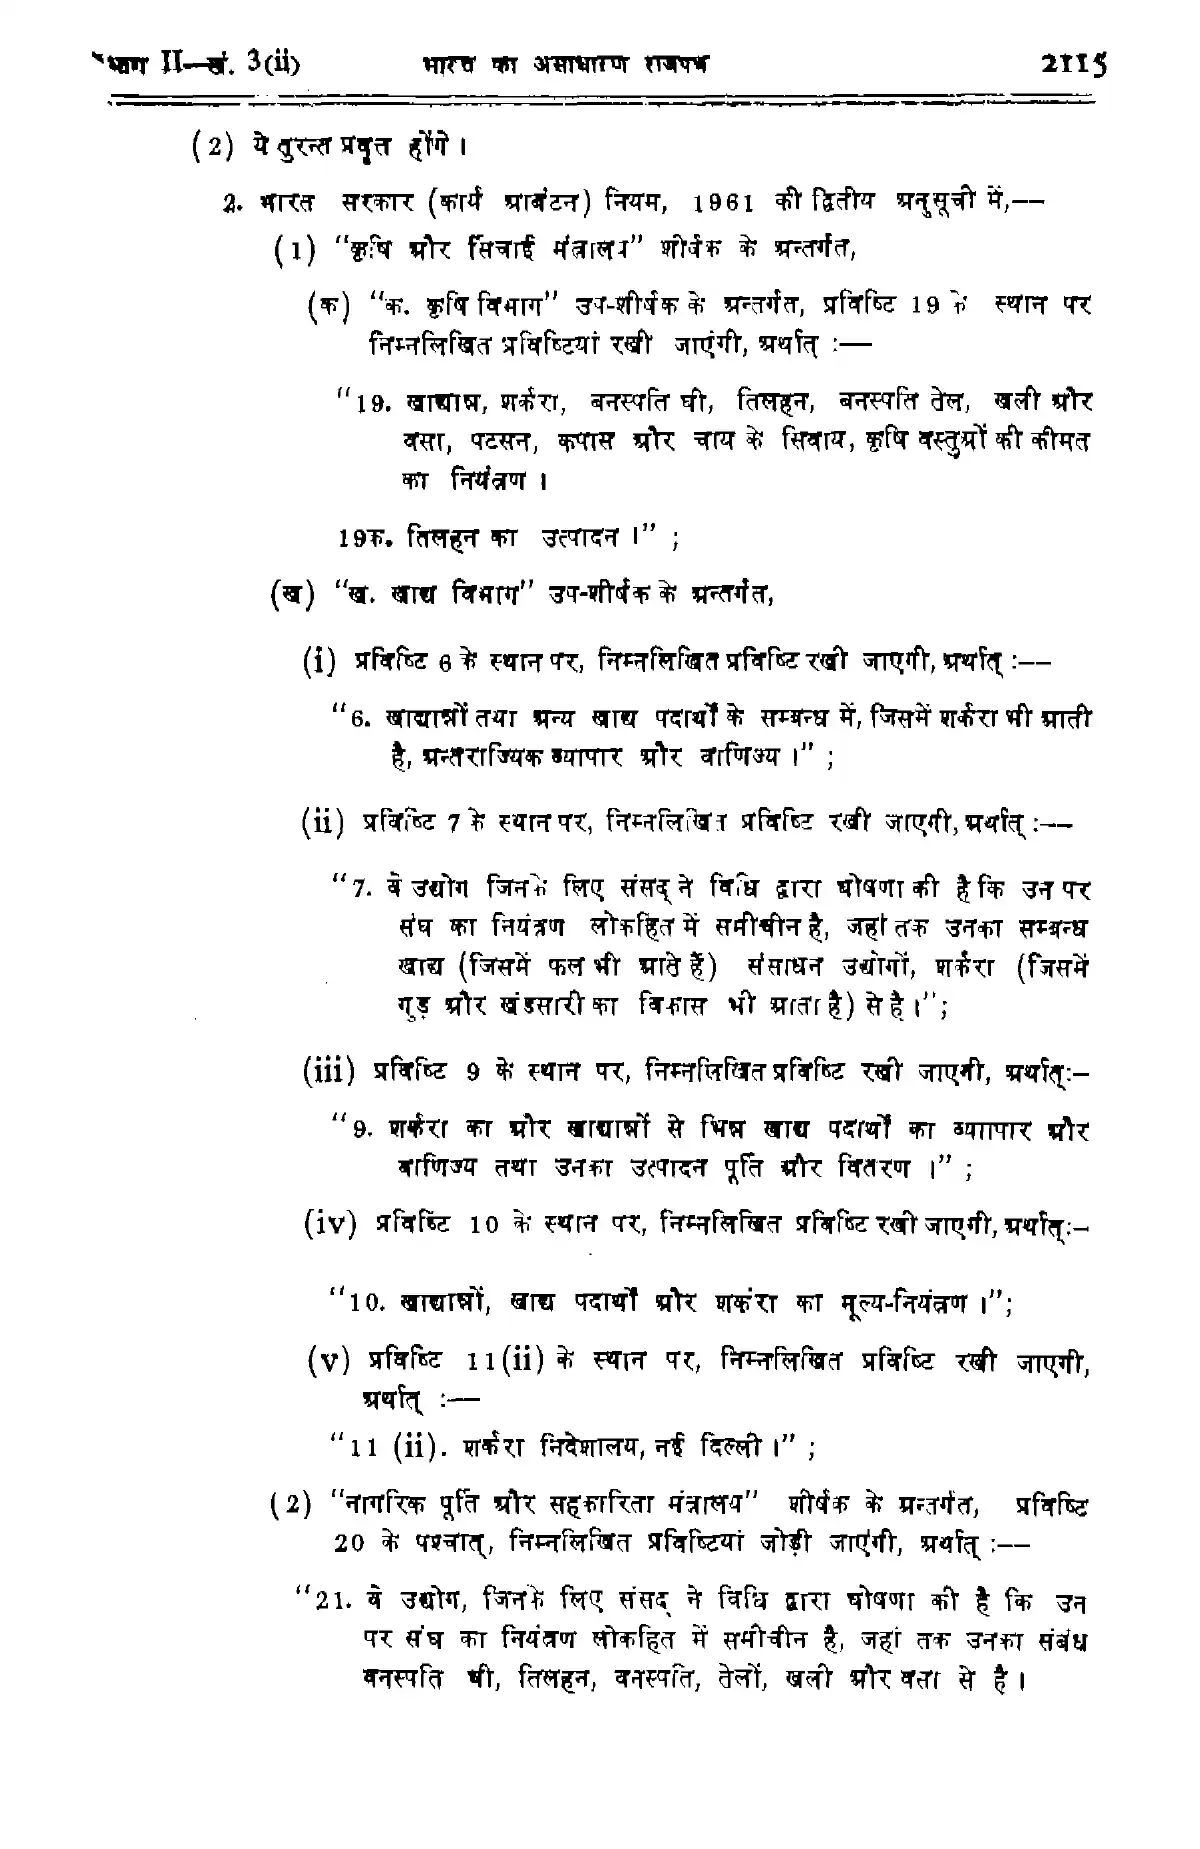 भाग II—खं. 3(ii) भारत का असाधारण राजपत्र 2115
(2) ये तुरन्त प्रवृत्त होंगे ।
2. भारत सरकार (कार्य आबंटन) नियम, 1961 की द्वितीय अनुसूची में,--
(1) "कृषि और सिंचाई मंत्रालय" शीर्षक के अन्तर्गत,
(क) "क. कृषि विभाग" उप-शीर्षक के अन्तर्गत, प्रविष्टि 19 के स्थान पर
निम्नलिखित प्रविष्टियां रखी जाएंगी, अर्थात् :—
"19. खाद्यान्न, शर्करा, बनस्पति घी, तिलहन, बनस्पति तेल, खली और
वसा, पटसन, कपास और चाय के सिवाय, कृषि वस्तुओं की कीमत
का नियंत्रण ।
19क. तिलहन का उत्पादन ।" ;
(ख) "ख. खाद्य विभाग" उप-शीर्षक के अन्तर्गत,
(i) प्रविष्टि 6 के स्थान पर, निम्नलिखित प्रविष्टि रखी जाएगी, अर्थात् :--
"6. खाद्यान्नों तथा अन्य खाद्य पदार्थों के सम्बन्ध में, जिसमें शर्करा भी आती
है, अन्तराज्यिक व्यापार और वाणिज्य ।" ;
(ii) प्रविष्टि 7 के स्थान पर, निम्नलिखित प्रविष्टि रखी जाएगी, अर्थात् :--
"7. वे उद्योग जिनके लिए संसद् ने विधि द्वारा घोषणा की है कि उन पर
संघ का नियंत्रण लोकहित में समीचीन है, जहां तक उनका सम्बन्ध
खाद्य (जिसमें फल भी आते हैं) संसाधन उद्योगों, शर्करा (जिसमें
गुड़ और खंडसारी का विकास भी आता है) से है ।";
(iii) प्रविष्टि 9 के स्थान पर, निम्नलिखित प्रविष्टि रखी जाएगी, अर्थात्:-
"9. शर्करा का और खाद्यान्नों से भिन्न खाद्य पदार्थों का व्यापार और
वाणिज्य तथा उनका उत्पादन पूर्ति और वितरण ।" ;
(iv) प्रविष्टि 10 के स्थान पर, निम्नलिखित प्रविष्टि रखी जाएगी, अर्थात्:-
"10. खाद्यान्नों, खाद्य पदार्थों और शर्करा का मूल्य-नियंत्रण ।";
(v) प्रविष्टि 11(ii) के स्थान पर, निम्नलिखित प्रविष्टि रखी जाएगी,
अर्थात् :—
"11 (ii). शर्करा निदेशालय, नई दिल्ली ।" ;
(2) "नागरिक पूर्ति और सहकारिता मंत्रालय" शीर्षक के अन्तर्गत, प्रविष्टि
20 के पश्चात्, निम्नलिखित प्रविष्टियां जोड़ी जाएंगी, अर्थात् :--
"21. वे उद्योग, जिनके लिए संसद् ने विधि द्वारा घोषणा की है कि उन
पर संघ का नियंत्रण लोकहित में समीचीन है, जहां तक उनका संबंध
वनस्पति घी, तिलहन, वनस्पति, तेलों, खली और वसा से है ।